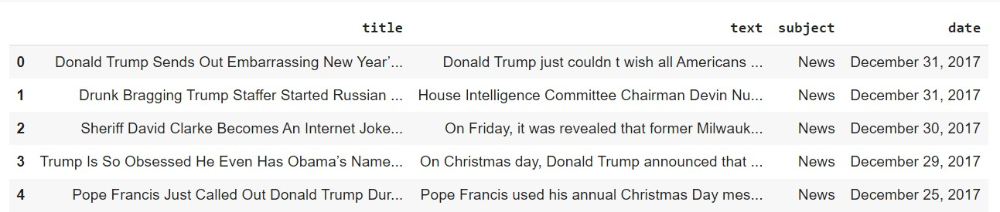 title text subject date
0 Donald Trump Sends Out Embarrassing New Year’... Donald Trump just couldn t wish all Americans ... News December 31, 2017
1 Drunk Bragging Trump Staffer Started Russian ... House Intelligence Committee Chairman Devin Nu... News December 31, 2017
2 Sheriff David Clarke Becomes An Internet Joke... On Friday, it was revealed that former Milwauk... News December 30, 2017
3 Trump Is So Obsessed He Even Has Obama’s Name... On Christmas day, Donald Trump announced that ... News December 29, 2017
4 Pope Francis Just Called Out Donald Trump Dur... Pope Francis used his annual Christmas Day mes... News December 25, 2017